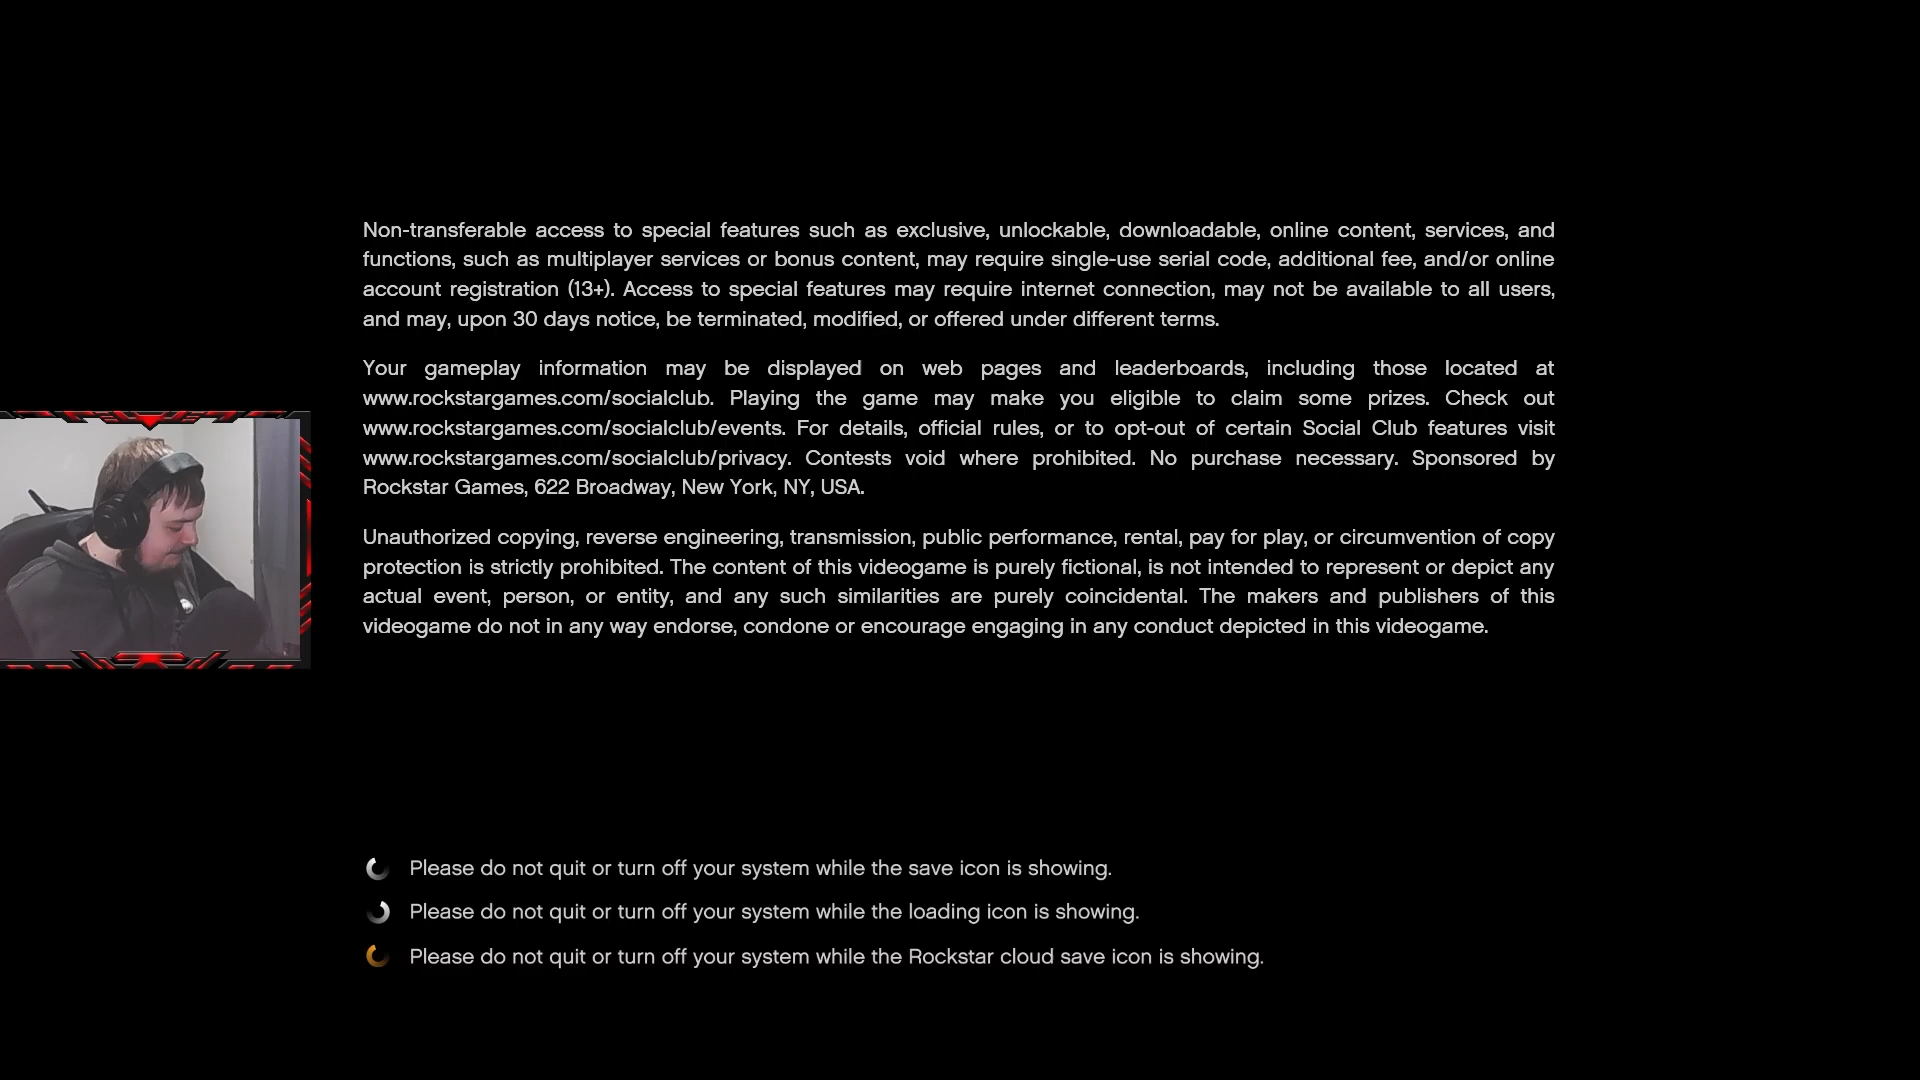 Non-transferable access to special features such as exclusive, unlockable, downloadable, online content, services, and
functions, such as multiplayer services or bonus content, may require single-use serial code, additional fee, and/or online
account registration (13+). Access to special features may require internet connection, may not be available to all users,
and may, upon 30 days notice, be terminated, modified, or offered under different terms.
Your gameplay information may be displayed on web pages and leaderboards, including those located at
www.rockstargames.com/socialclub. Playing the game may make you eligible to claim some prizes. Check out
www.rockstargames.com/socialclub/events. For details, official rules, or to opt-out of certain Social Club features visit
www.rockstargames.com/socialclub/privacy. Contests void where prohibited. No purchase necessary. Sponsored by
Rockstar Games, 622 Broadway, New York, NY, USA.
Unauthorized copying, reverse engineering, transmission, public performance, rental, pay for play, or circumvention of copy
protection is strictly prohibited. The content of this videogame is purely fictional, is not intended to represent or depict any
actual event, person, or entity, and any such similarities are purely coincidental. The makers and publishers of this
videogame do not in any way endorse, condone or encourage engaging in any conduct depicted in this videogame.
Please do not quit or turn off your system while the save icon is showing.
Please do not quit or turn off your system while the loading icon is showing.
Please do not quit or turn off your system while the Rockstar cloud save icon is showing.